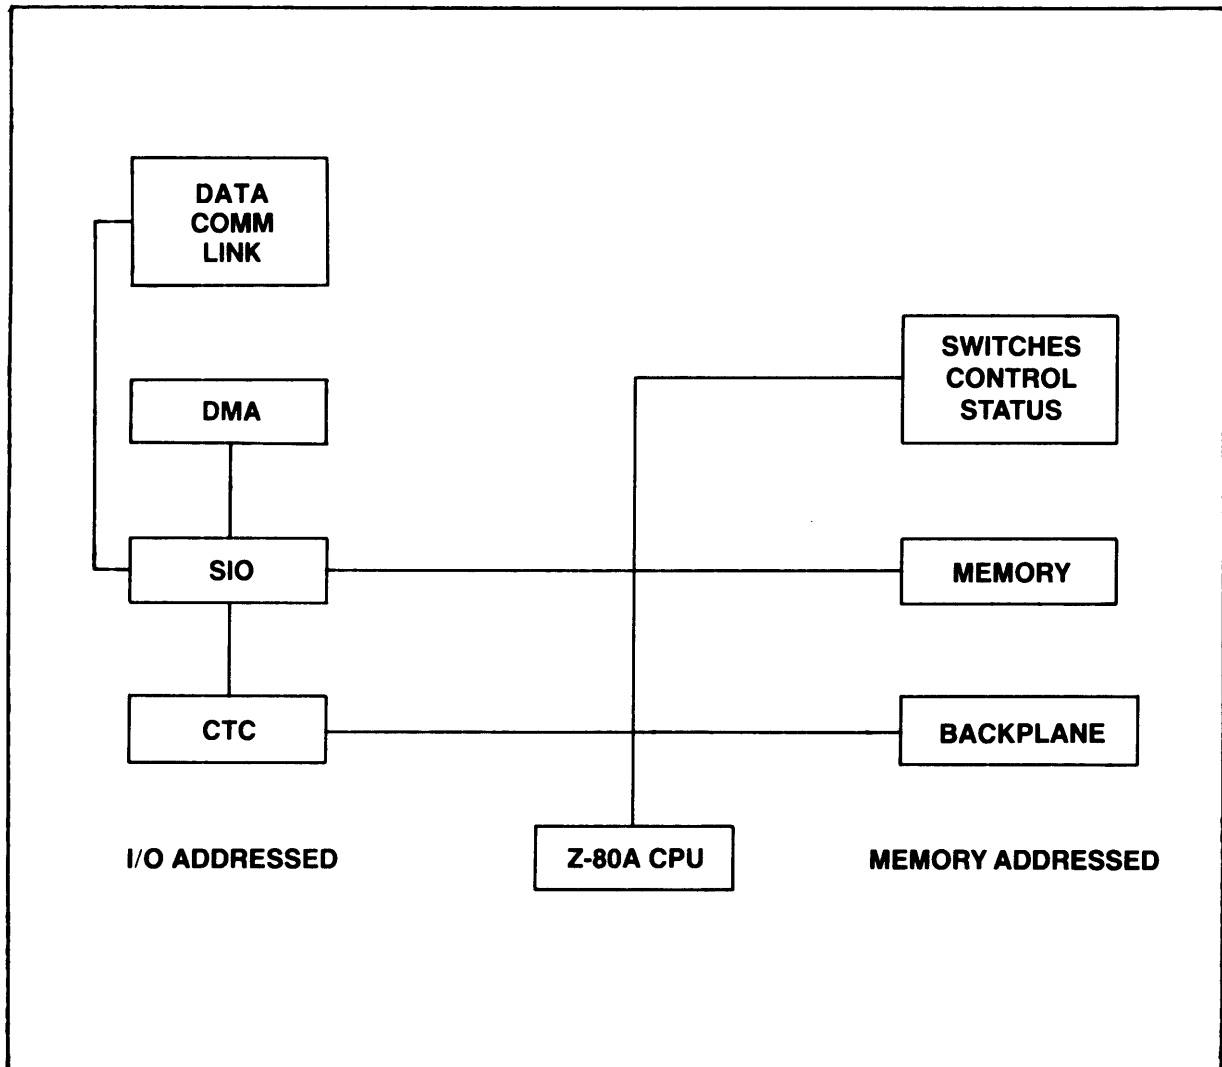 DATA
COMM
LINK
SWITCHES
CONTROL
STATUS
DMA
SIO
MEMORY
CTC
BACKPLANE
I/O ADDRESSED
Z-80A CPU
MEMORY ADDRESSED